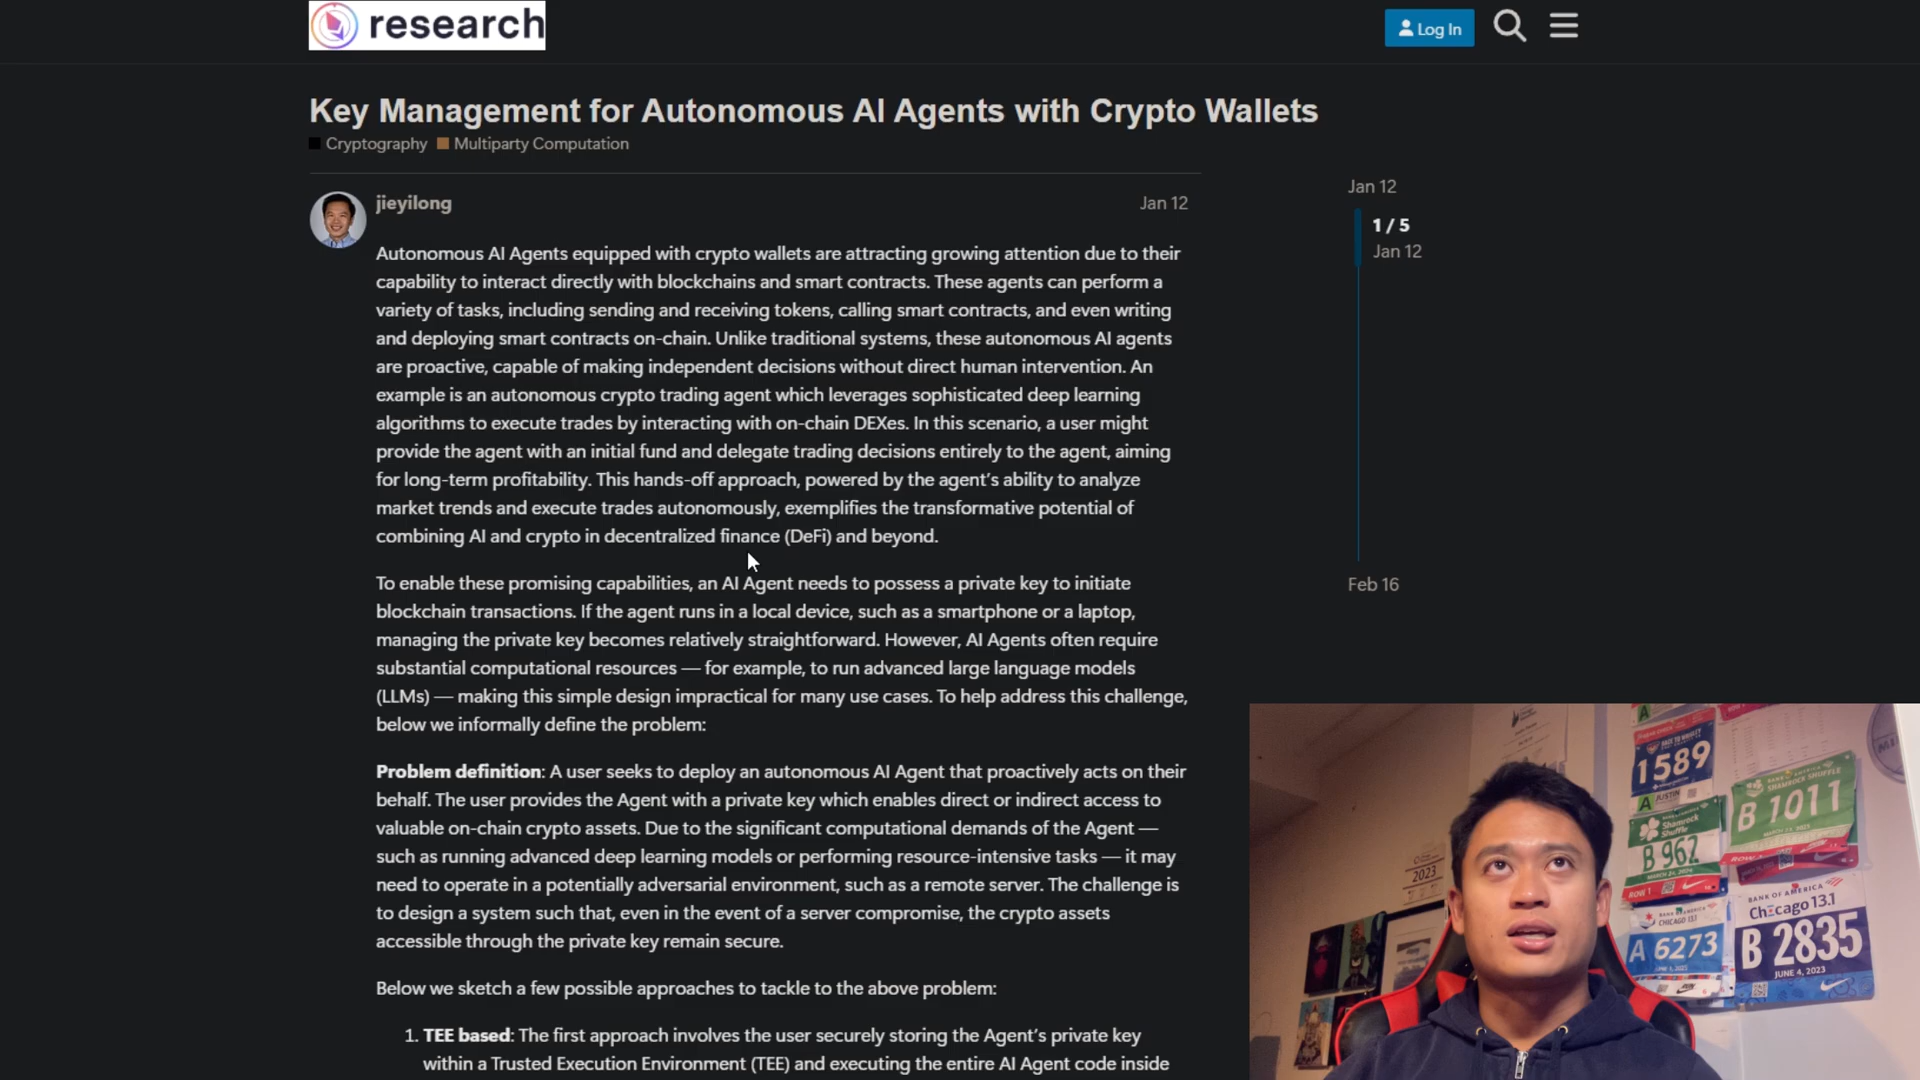 research
Log In
Key Management for Autonomous AI Agents with Crypto Wallets
Cryptography Multiparty Computation
jieyilong
Jan 12
Autonomous AI Agents equipped with crypto wallets are attracting growing attention due to their
capability to interact directly with blockchains and smart contracts. These agents can perform a
variety of tasks, including sending and receiving tokens, calling smart contracts, and even writing
and deploying smart contracts on-chain. Unlike traditional systems, these autonomous AI agents
are proactive, capable of making independent decisions without direct human intervention. An
example is an autonomous crypto trading agent which leverages sophisticated deep learning
algorithms to execute trades by interacting with on-chain DEXes. In this scenario, a user might
provide the agent with an initial fund and delegate trading decisions entirely to the agent, aiming
for long-term profitability. This hands-off approach, powered by the agent's ability to analyze
market trends and execute trades autonomously, exemplifies the transformative potential of
combining AI and crypto in decentralized finance (DeFi) and beyond.
To enable these promising capabilities, an AI Agent needs to possess a private key to initiate
blockchain transactions. If the agent runs in a local device, such as a smartphone or a laptop,
managing the private key becomes relatively straightforward. However, AI Agents often require
substantial computational resources — for example, to run advanced large language models
(LLMs) — making this simple design impractical for many use cases. To help address this challenge,
below we informally define the problem:
Problem definition: A user seeks to deploy an autonomous AI Agent that proactively acts on their
behalf. The user provides the Agent with a private key which enables direct or indirect access to
valuable on-chain crypto assets. Due to the significant computational demands of the Agent —
such as running advanced deep learning models or performing resource-intensive tasks — it may
need to operate in a potentially adversarial environment, such as a remote server. The challenge is
to design a system such that, even in the event of a server compromise, the crypto assets
accessible through the private key remain secure.
Below we sketch a few possible approaches to tackle to the above problem:
1. TEE based: The first approach involves the user securely storing the Agent's private key
within a Trusted Execution Environment (TEE) and executing the entire AI Agent code inside
Jan 12
1 / 5
Jan 12
Feb 16
1589
A JUSTIN
Shamrock
Shuffle
B 962
ROW 1
BANK OF AMERICA
SHAMROCK SHUFFLE
B 1011
2023
CHICAGO 13.1
A 6273
BANK OF AMERICA
Chicago 13.1
B 2835
JUNE 4, 2023